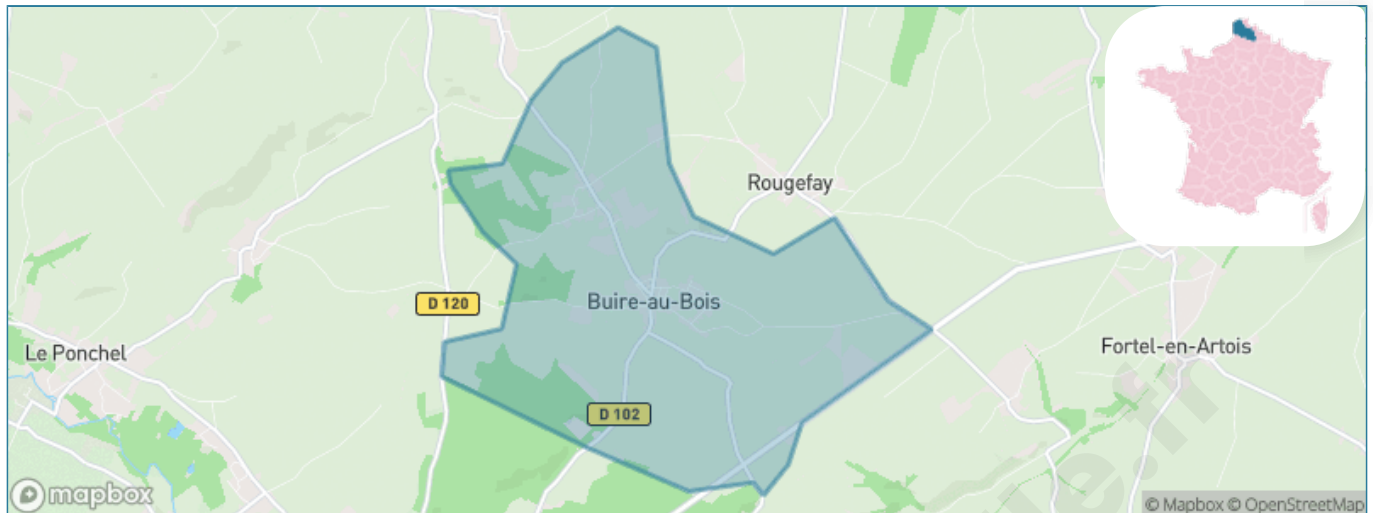 Rougefay
Buire-au-Bois
D 120
Le Ponchel
Fortel-en-Artois
D 102
mapbox
© Mapbox © OpenStreetMap